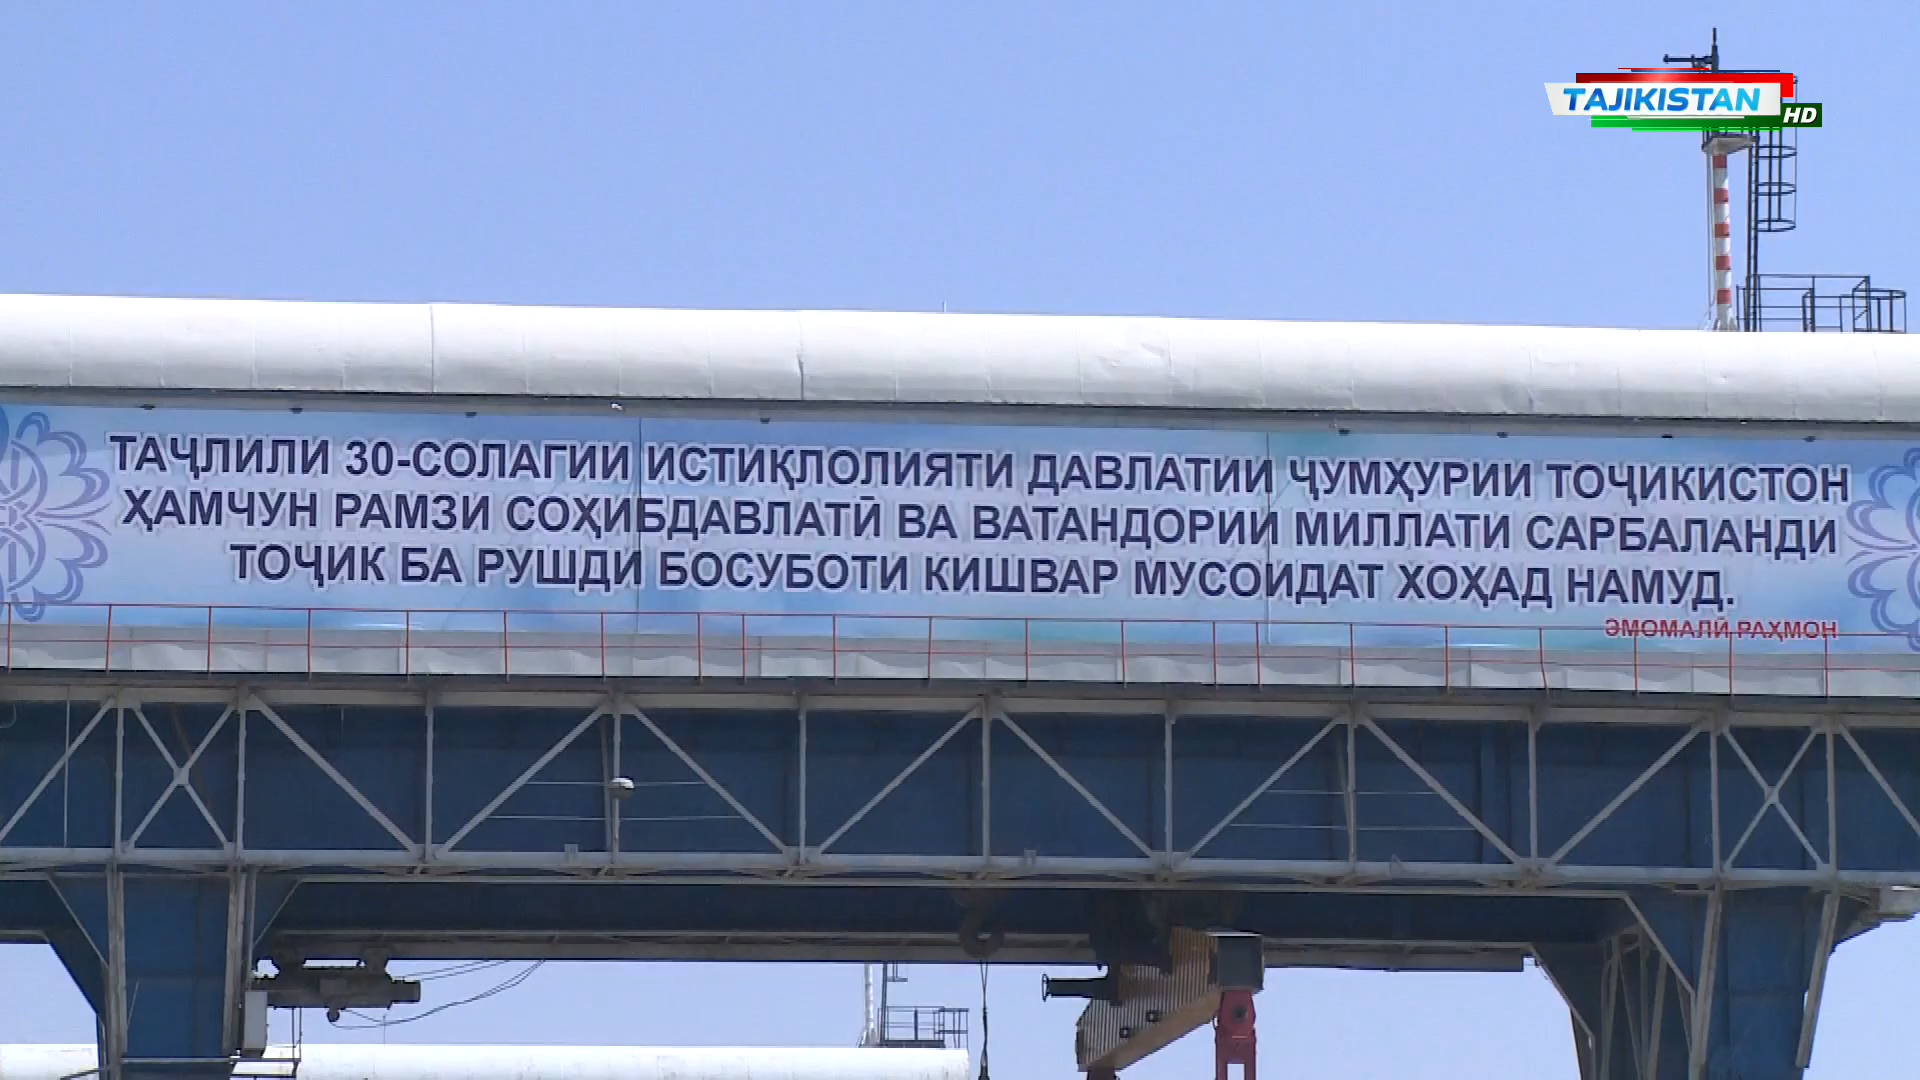 TAJIKISTAN HD
ТАҶЛИЛИ 30-СОЛАГИИ ИСТИҚЛОЛИЯТИ ДАВЛАТИИ ҶУМҲУРИИ ТОҶИКИСТОН
ҲАМЧУН РАМЗИ СОҲИБДАВЛАТӢ ВА ВАТАНДОРИИ МИЛЛАТИ САРБАЛАНДИ
ТОҶИК БА РУШДИ БОСУБОТИ КИШВАР МУСОИДАТ ХОҲАД НАМУД.
ЭМОМАЛӢ РАҲМОН